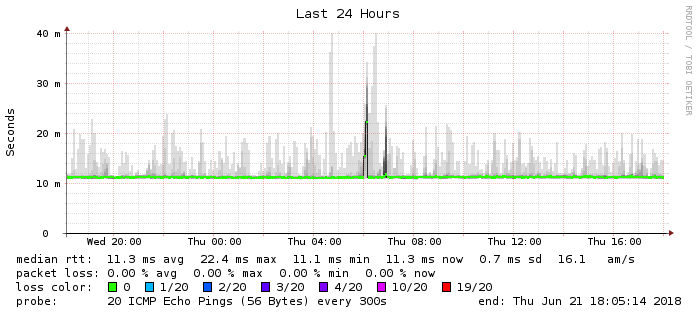 Last 24 Hours
RRDTOOL / TOBI OETIKER
Seconds
40 m
30 m
20 m
10 m
0
Wed 20:00 Thu 00:00 Thu 04:00 Thu 08:00 Thu 12:00 Thu 16:00
median rtt: 11.3 ms avg 22.4 ms max 11.1 ms min 11.3 ms now 0.7 ms sd 16.1 am/s
packet loss: 0.00 % avg 0.00 % max 0.00 % min 0.00 % now
loss color: 0 1/20 2/20 3/20 4/20 10/20 19/20
probe: 20 ICMP Echo Pings (56 Bytes) every 300s end: Thu Jun 21 18:05:14 2018